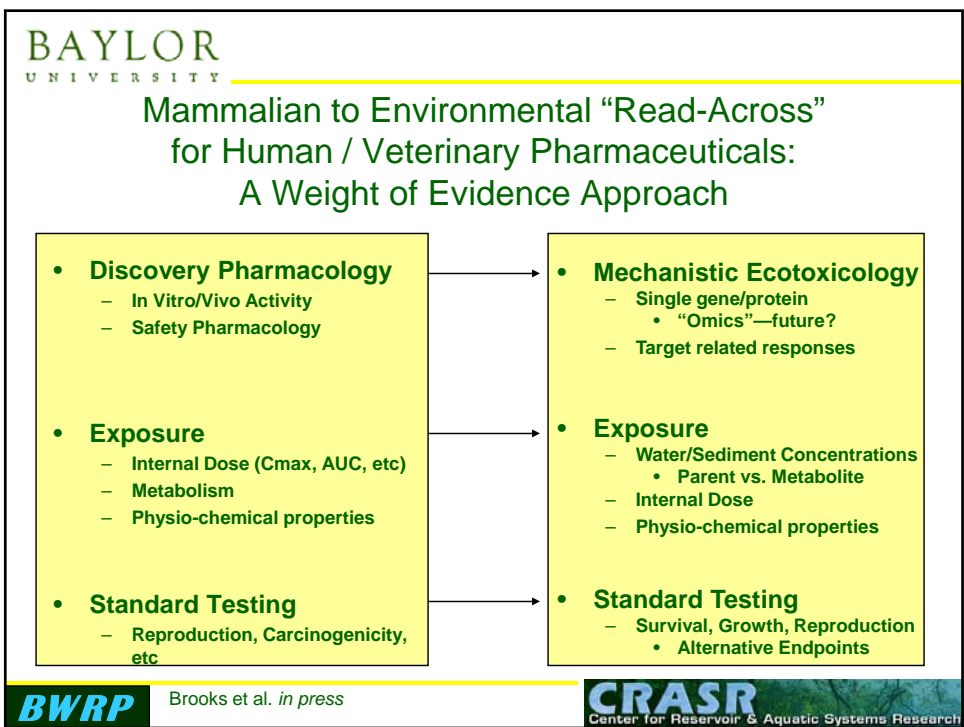 BAYLOR
UNIVERSITY
Mammalian to Environmental “Read-Across”
for Human / Veterinary Pharmaceuticals:
A Weight of Evidence Approach
• Discovery Pharmacology
– In Vitro/Vivo Activity
– Safety Pharmacology
• Exposure
– Internal Dose (Cmax, AUC, etc)
– Metabolism
– Physio-chemical properties
• Standard Testing
– Reproduction, Carcinogenicity,
etc
• Mechanistic Ecotoxicology
– Single gene/protein
• “Omics”—future?
– Target related responses
• Exposure
– Water/Sediment Concentrations
• Parent vs. Metabolite
– Internal Dose
– Physio-chemical properties
• Standard Testing
– Survival, Growth, Reproduction
• Alternative Endpoints
BWRP
Brooks et al. in press
CRASR
Center for Reservoir & Aquatic Systems Research